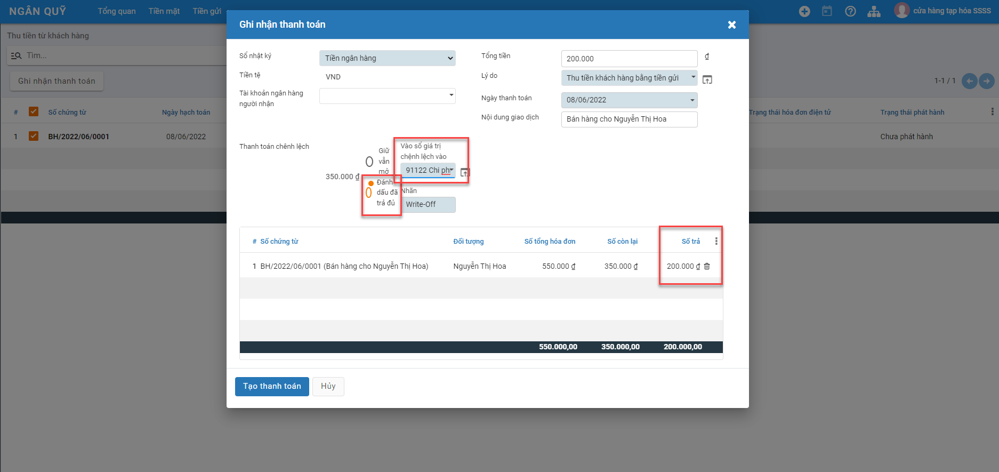 NGÂN QUỸ
Tổng quan
Tiền mặt
Tiền gửi
cửa hàng tạp hóa SSSS
Thu tiền từ khách hàng
Tìm...
Ghi nhận thanh toán
1-1 / 1
#
Số chứng từ
Ngày hạch toán
Trạng thái hóa đơn điện tử
Trạng thái phát hành
1
BH/2022/06/0001
08/06/2022
Chưa phát hành
Ghi nhận thanh toán
Sổ nhật ký
Tiền ngân hàng
Tiền tệ
VND
Tài khoản ngân hàng
người nhận
Tổng tiền
200.000
₫
Lý do
Thu tiền khách hàng bằng tiền gửi
Ngày thanh toán
08/06/2022
Nội dung giao dịch
Bán hàng cho Nguyễn Thị Hoa
Thanh toán chênh lệch
350.000 ₫
Giữ
vẫn
mở
Đánh
dấu đã
trả đủ
Vào sổ giá trị
chệnh lệch vào
91122 Chi ph
Nhãn
Write-Off
#
Số chứng từ
Đối tượng
Số tổng hóa đơn
Số còn lại
Số trả
1
BH/2022/06/0001 (Bán hàng cho Nguyễn Thị Hoa)
Nguyễn Thị Hoa
550.000 ₫
350.000 ₫
200.000 ₫
550.000,00
350.000,00
200.000,00
Tạo thanh toán
Hủy